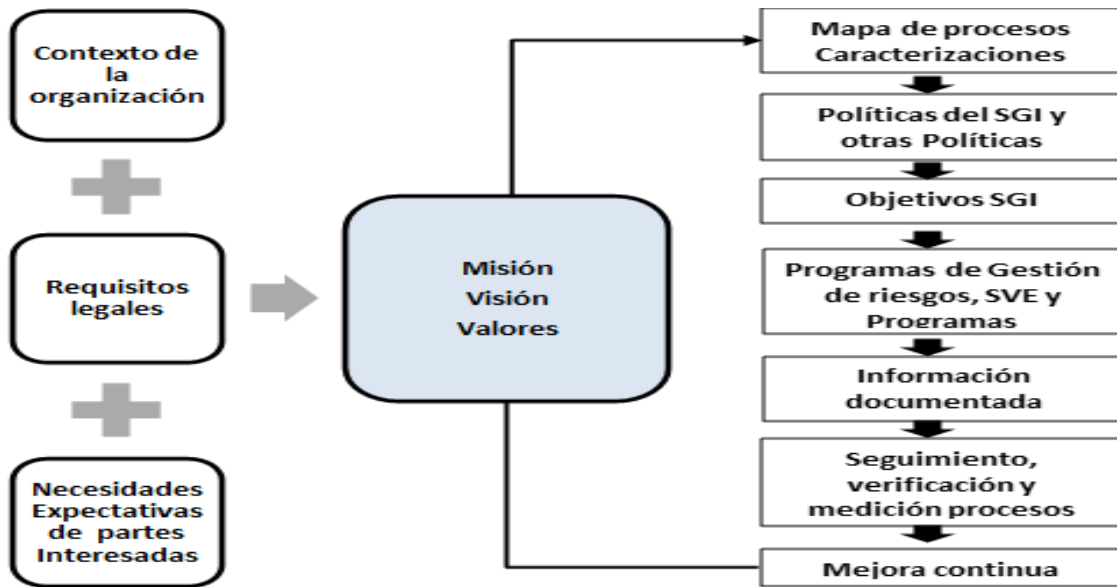 Contexto de
la
organización
Requisitos
legales
Necesidades
Expectativas
de partes
Interesadas
Misión
Visión
Valores
Mapa de procesos
Caracterizaciones
Políticas del SGI y
otras Políticas
Objetivos SGI
Programas de Gestión
de riesgos, SVE y
Programas
Información
documentada
Seguimiento,
verificación y
medición procesos
Mejora continua